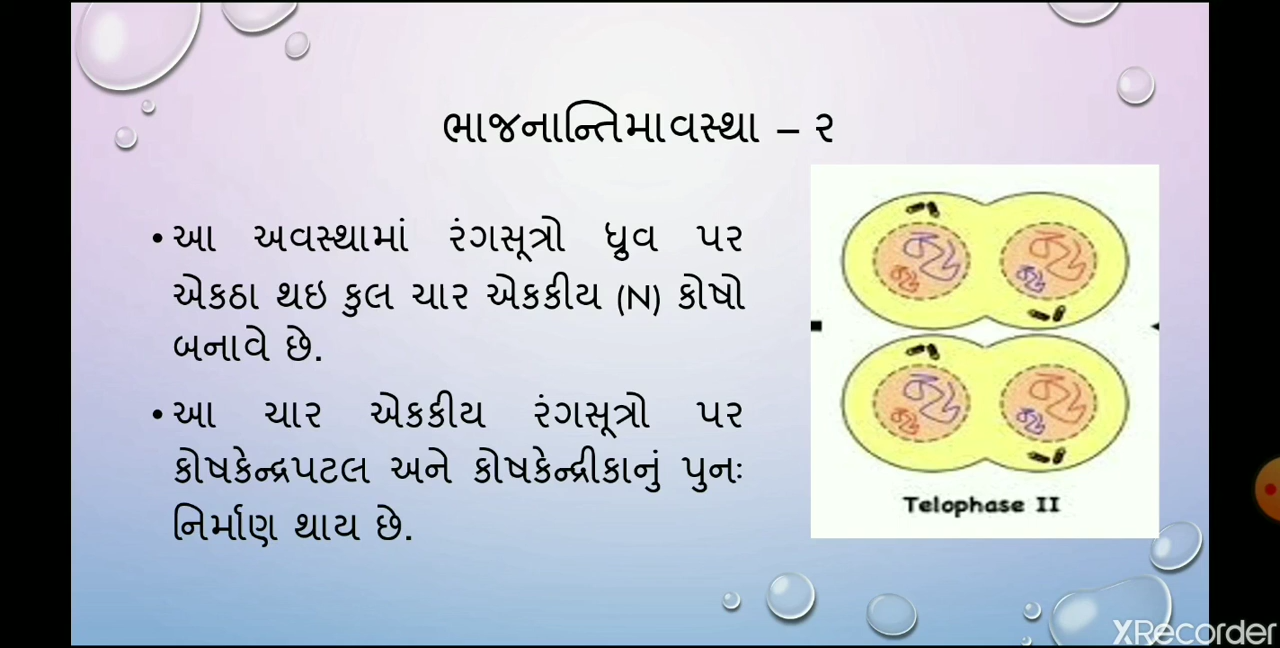 ભાજનાન્તિમાવસ્થા – ૨
• આ અવસ્થામાં રંગસૂત્રો ધ્રુવ પર
એકઠા થઇ કુલ ચાર એકકીય (N) કોષો
બનાવે છે.
• આ ચાર એકકીય રંગસૂત્રો પર
કોષકેન્દ્રપટલ અને કોષકેન્દ્રીકાનું પુનઃ
નિર્માણ થાય છે.
Telophase II
XRecorder